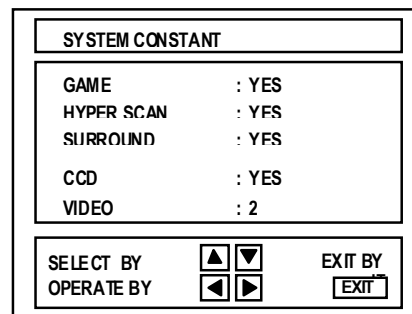 SYSTEM CONSTANT
GAME : YES
HYPER SCAN : YES
SURROUND : YES
CCD : YES
VIDEO : 2
SELECT BY ▲ ▼ EXIT BY
OPERATE BY ◀ ▶ EXIT